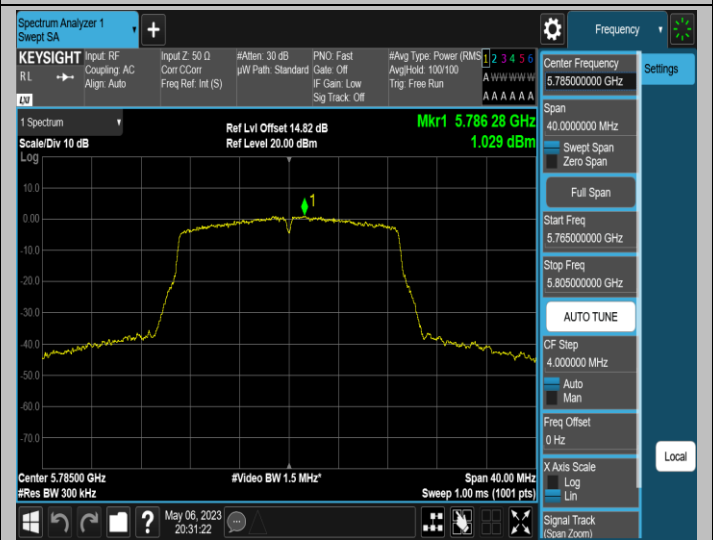 Spectrum Analyzer 1
Swept SA
+
Frequency
KEYSIGHT
Input: RF
Coupling: AC
Align: Auto
Input Z: 50 Ω
Corr CCorr
Freq Ref: Int (S)
#Atten: 30 dB
µW Path: Standard
PNO: Fast
Gate: Off
IF Gain: Low
Sig Track: Off
#Avg Type: Power (RMS
Avg|Hold: 100/100
Trig: Free Run
1 2 3 4 5 6
A W W W W W
A A A A A A
R L
LXI
1 Spectrum
Scale/Div 10 dB
Log
Ref Lvl Offset 14.82 dB
Ref Level 20.00 dBm
Mkr1 5.786 28 GHz
1.029 dBm
1
10.0
0.00
-10.0
-20.0
-30.0
-40.0
-50.0
-60.0
-70.0
Center 5.78500 GHz
#Res BW 300 kHz
#Video BW 1.5 MHz*
Span 40.00 MHz
Sweep 1.00 ms (1001 pts)
?
May 06, 2023
20:31:22
Center Frequency
5.785000000 GHz
Span
40.0000000 MHz
Swept Span
Zero Span
Full Span
Start Freq
5.765000000 GHz
Stop Freq
5.805000000 GHz
AUTO TUNE
CF Step
4.000000 MHz
Auto
Man
Freq Offset
0 Hz
X Axis Scale
Log
Lin
Signal Track
(Span Zoom)
Settings
Local